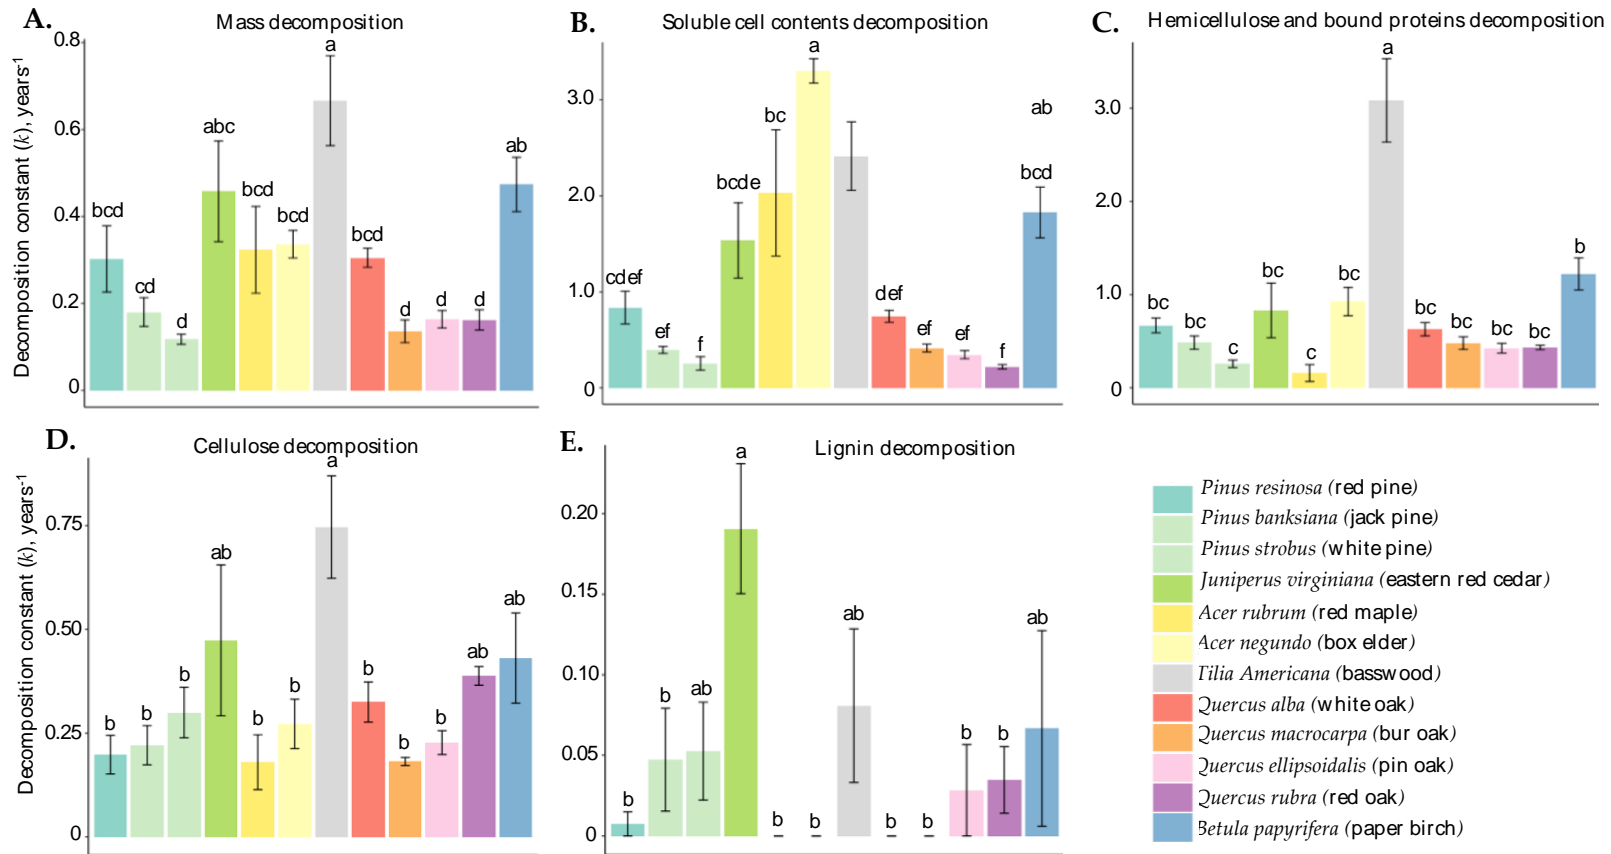 A. Mass decomposition
B. Soluble cell contents decomposition
C. Hemicellulose and bound proteins decomposition
Decomposition constant (k), years-1
0.8
0.6
0.4
0.2
0
bcd cd d abc bcd bcd a bcd d d d ab
3.0
2.0
1.0
0
cdef ef f bcde bc a def ef ef f bcd
ab
3.0
2.0
1.0
0
bc bc c bc c bc a bc bc bc bc b
D. Cellulose decomposition
E. Lignin decomposition
Decomposition constant (k), years-1
0.75
0.50
0.25
0
b b b ab b b a b b b ab ab
0.20
0.15
0.10
0.05
0
b b ab a b b ab b b b b ab
Pinus resinosa (red pine)
Pinus banksiana (jack pine)
Pinus strobus (white pine)
Juniperus virginiana (eastern red cedar)
Acer rubrum (red maple)
Acer negundo (box elder)
Tilia Americana (basswood)
Quercus alba (white oak)
Quercus macrocarpa (bur oak)
Quercus ellipsoidalis (pin oak)
Quercus rubra (red oak)
Betula papyrifera (paper birch)